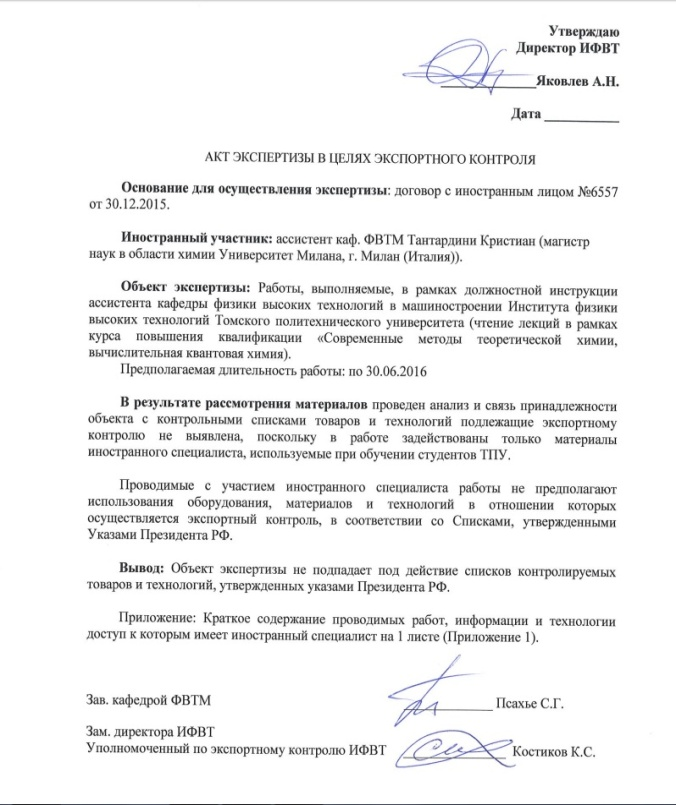 Утверждаю
Директор ИФВТ
____________Яковлев А.Н.
Дата __________
АКТ ЭКСПЕРТИЗЫ В ЦЕЛЯХ ЭКСПОРТНОГО КОНТРОЛЯ
Основание для осуществления экспертизы: договор с иностранным лицом №6557
от 30.12.2015.
Иностранный участник: ассистент каф. ФВТМ Тантардини Кристиан (магистр
наук в области химии Университет Милана, г. Милан (Италия)).
Объект экспертизы: Работы, выполняемые, в рамках должностной инструкции
ассистента кафедры физики высоких технологий в машиностроении Института физики
высоких технологий Томского политехнического университета (чтение лекций в рамках
курса повышения квалификации «Современные методы теоретической химии,
вычислительная квантовая химия).
Предполагаемая длительность работы: по 30.06.2016
В результате рассмотрения материалов проведен анализ и связь принадлежности
объекта с контрольными списками товаров и технологий подлежащие экспортному
контролю не выявлена, поскольку в работе задействованы только материалы
иностранного специалиста, используемые при обучении студентов ТПУ.
Проводимые с участием иностранного специалиста работы не предполагают
использования оборудования, материалов и технологий в отношении которых
осуществляется экспортный контроль, в соответствии со Списками, утвержденными
Указами Президента РФ.
Вывод: Объект экспертизы не подпадает под действие списков контролируемых
товаров и технологий, утвержденных указами Президента РФ.
Приложение: Краткое содержание проводимых работ, информации и технологии
доступ к которым имеет иностранный специалист на 1 листе (Приложение 1).
Зав. кафедрой ФВТМ ____________ Псахье С.Г.
Зам. директора ИФВТ
Уполномоченный по экспортному контролю ИФВТ ____________ Костиков К.С.